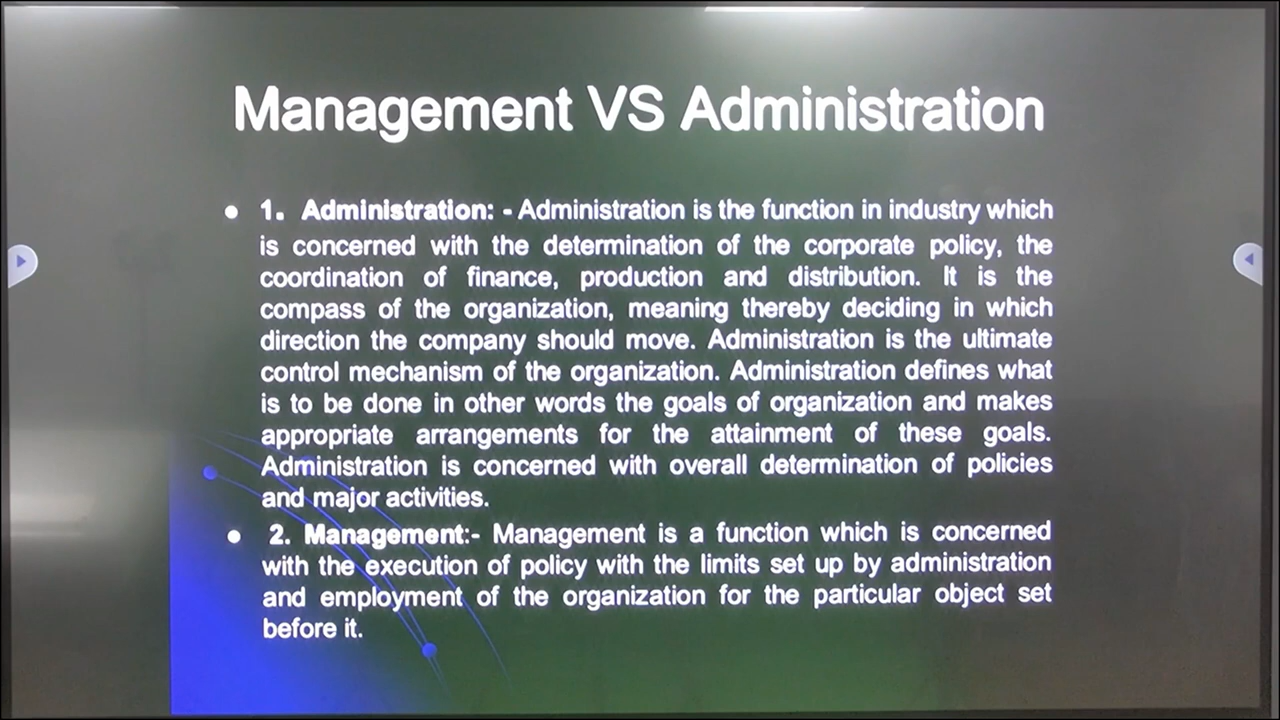 Management VS Administration
● 1. Administration: - Administration is the function in industry which
is concerned with the determination of the corporate policy, the
coordination of finance, production and distribution. It is the
compass of the organization, meaning thereby deciding in which
direction the company should move. Administration is the ultimate
control mechanism of the organization. Administration defines what
is to be done in other words the goals of organization and makes
appropriate arrangements for the attainment of these goals.
Administration is concerned with overall determination of policies
and major activities.
● 2. Management:- Management is a function which is concerned
with the execution of policy with the limits set up by administration
and employment of the organization for the particular object set
before it.